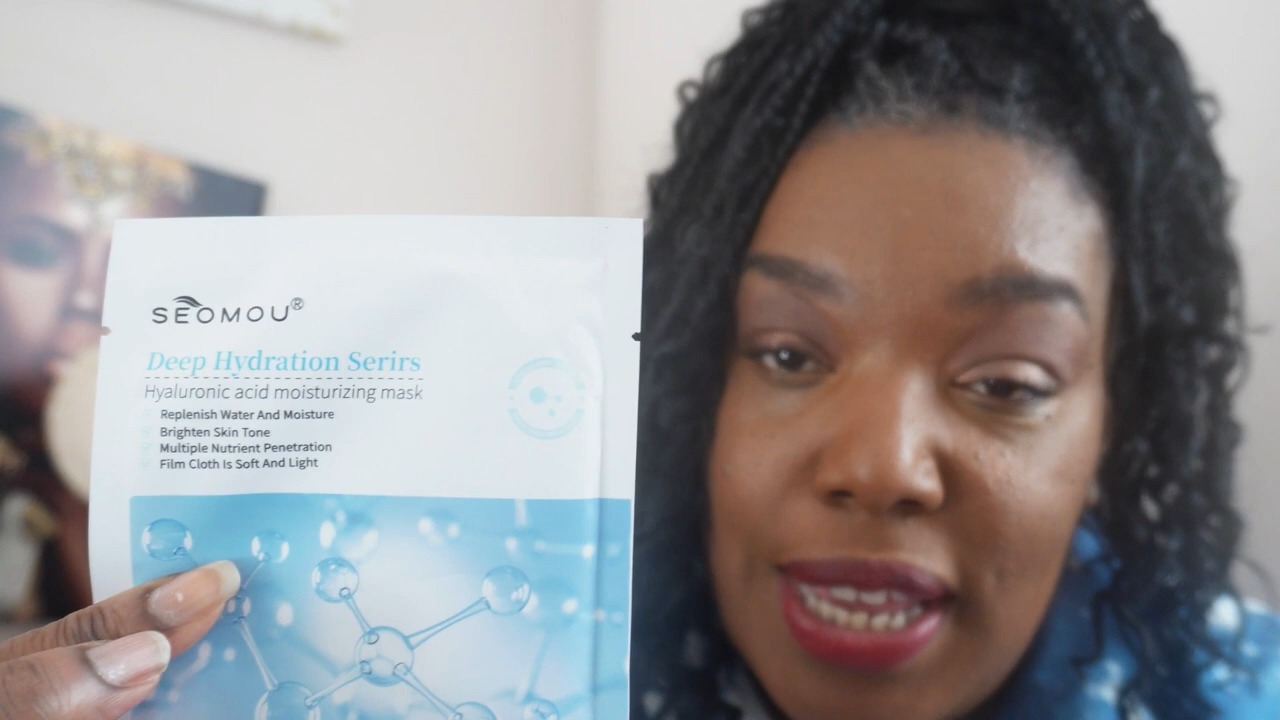 SEOMOU®
Deep Hydration Serirs
Hyaluronic acid moisturizing mask
Replenish Water And Moisture
Brighten Skin Tone
Multiple Nutrient Penetration
Film Cloth Is Soft And Light